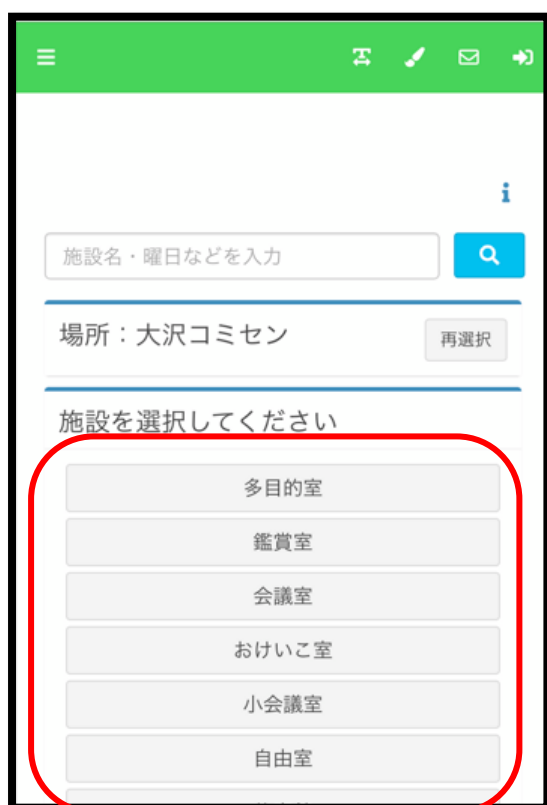 施設名・曜日などを入力
場所：大沢コミセン
再選択
施設を選択してください
多目的室
鑑賞室
会議室
おけいこ室
小会議室
自由室